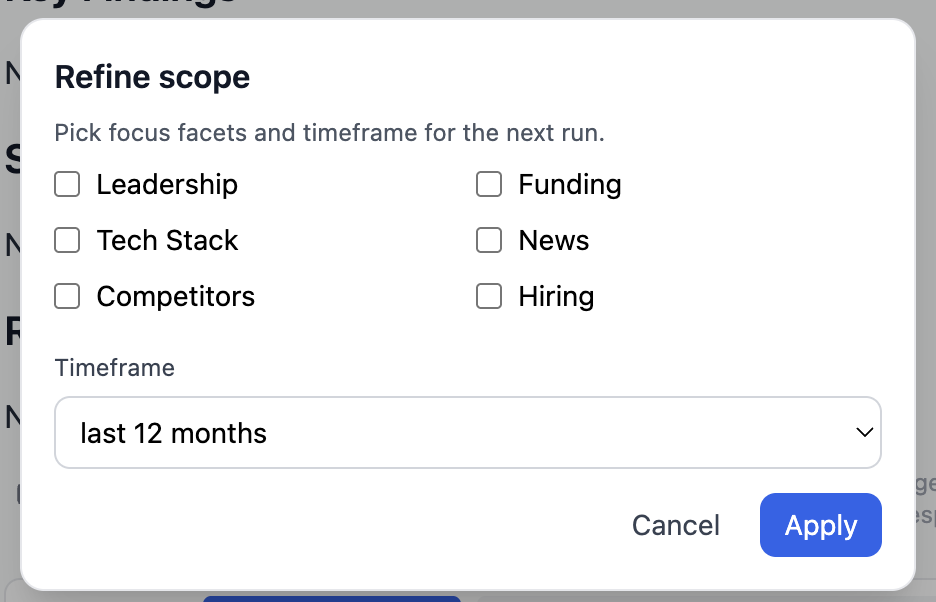 Refine scope
Pick focus facets and timeframe for the next run.
Leadership
Funding
Tech Stack
News
Competitors
Hiring
Timeframe
last 12 months
Cancel
Apply